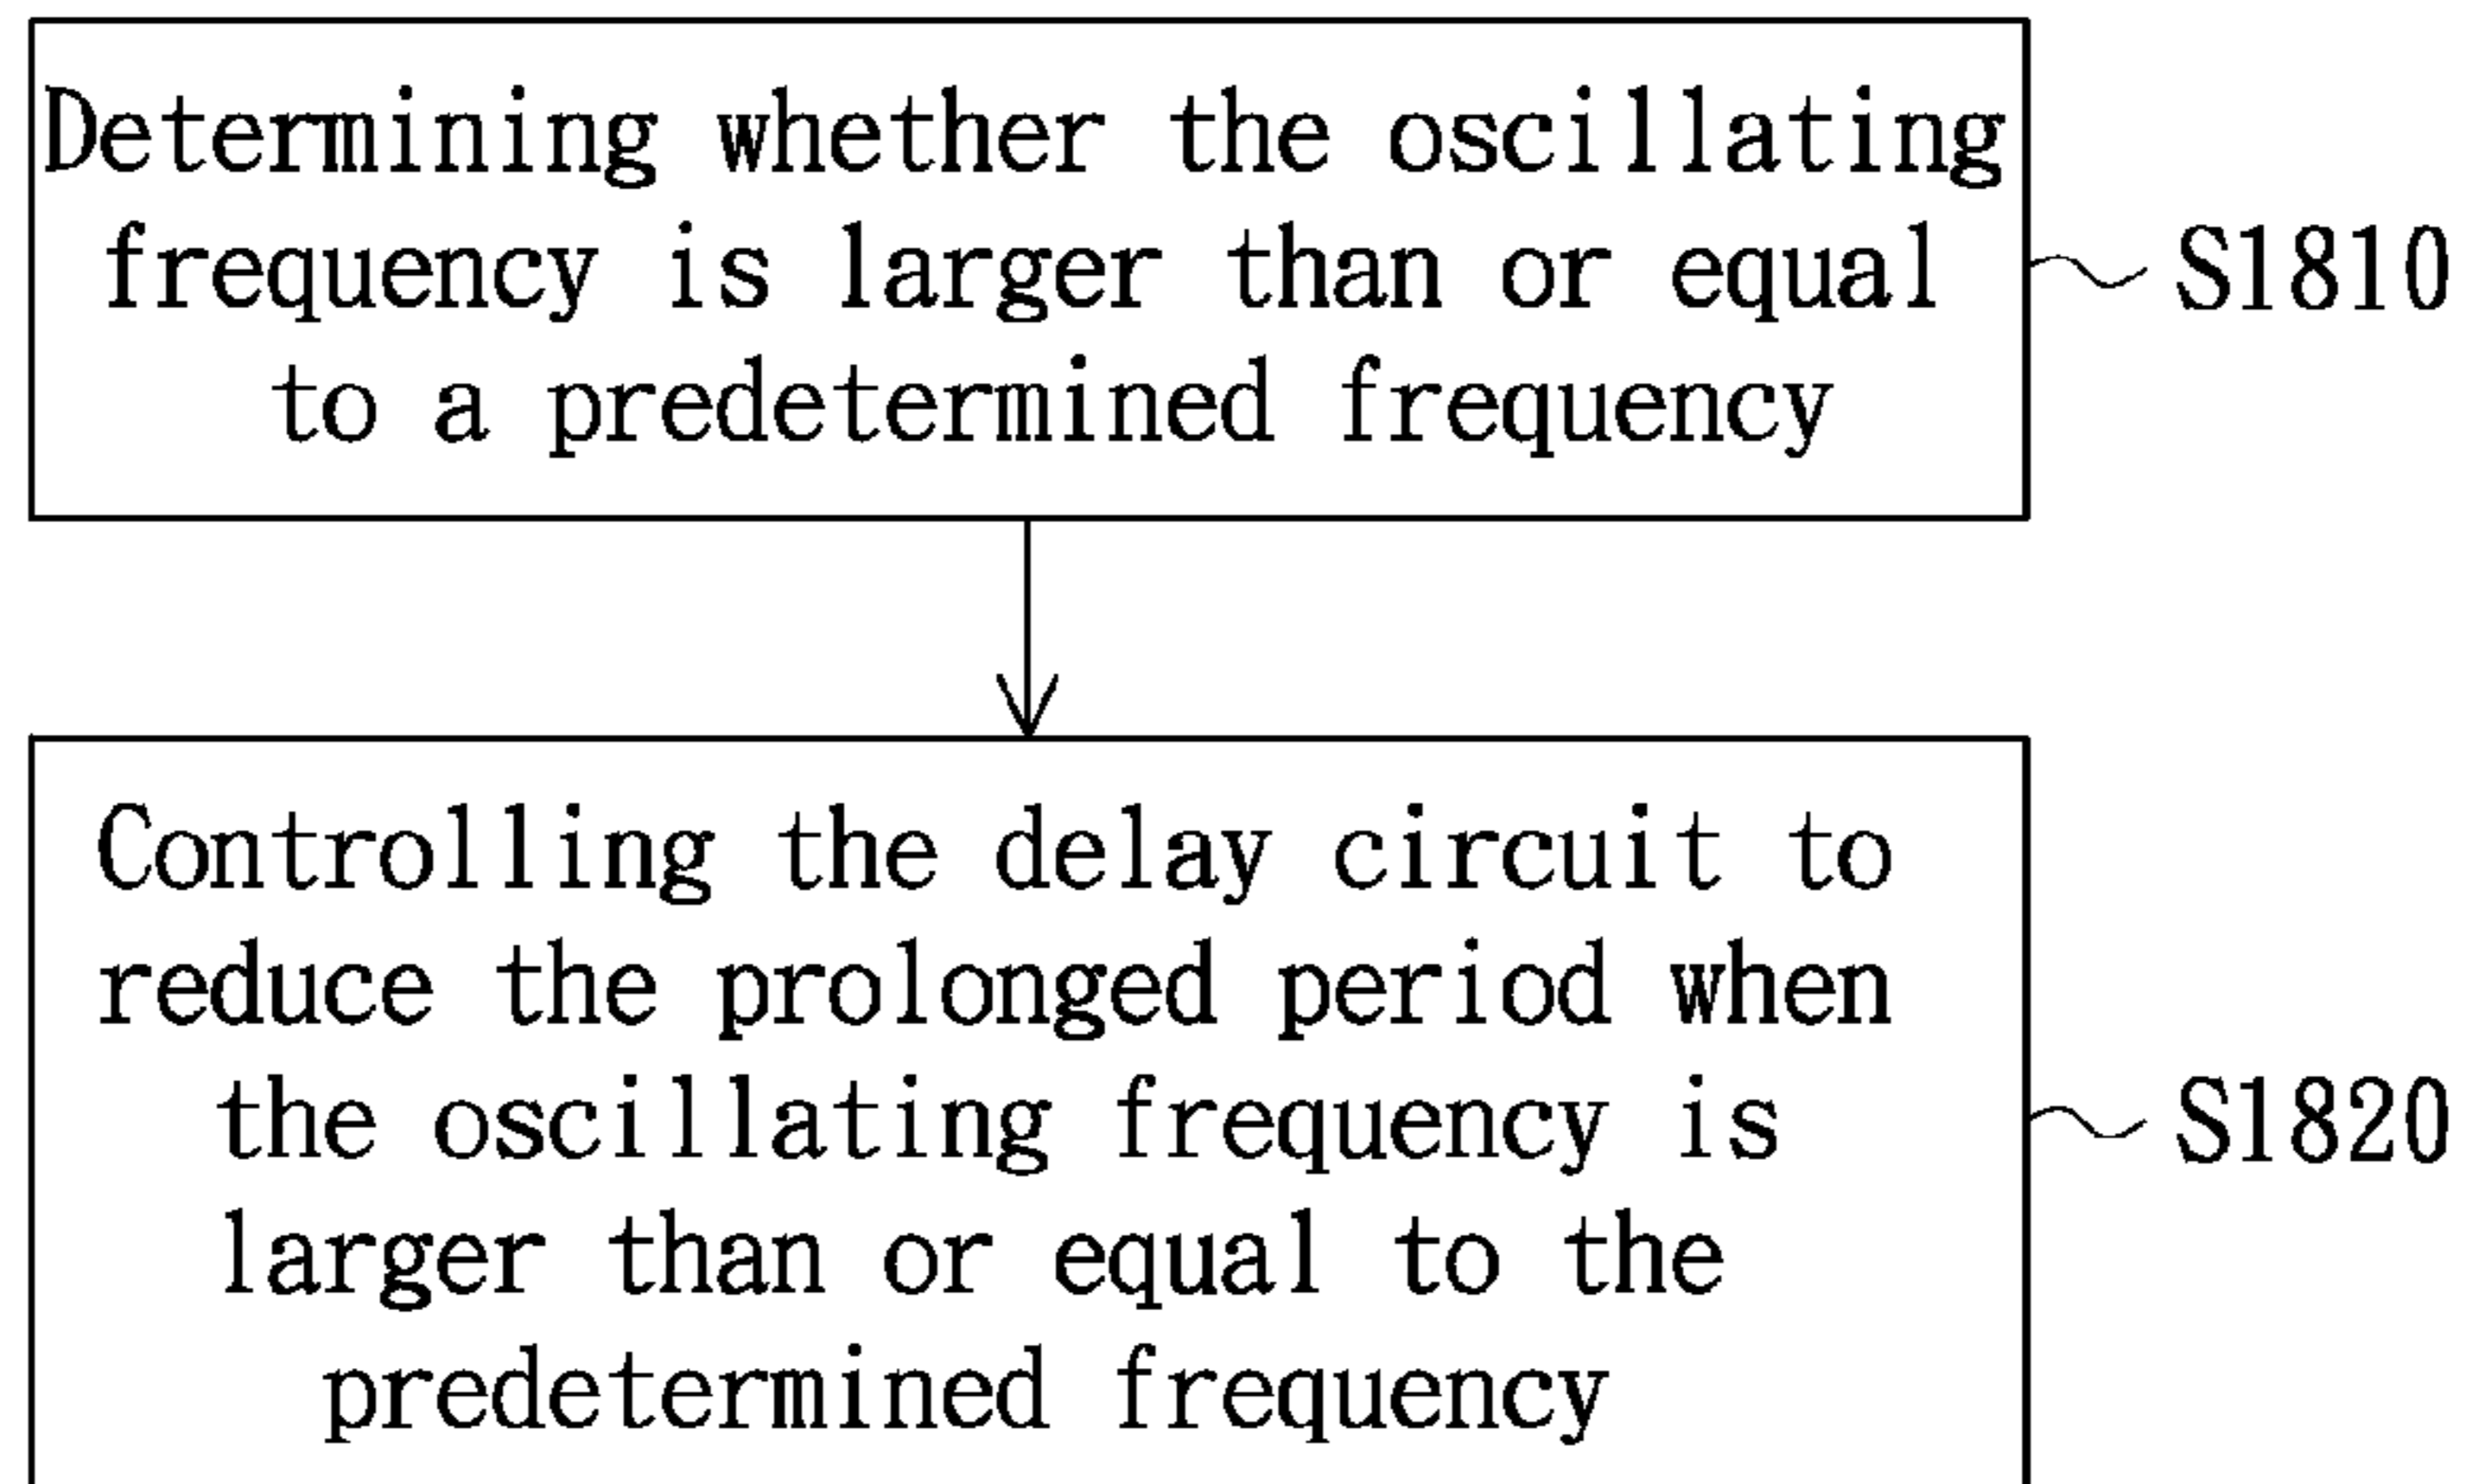 Determining whether the oscillating
frequency is larger than or equal
to a predetermined frequency
S1810
Controlling the delay circuit to
reduce the prolonged period when
the oscillating frequency is
larger than or equal to the
predetermined frequency
S1820